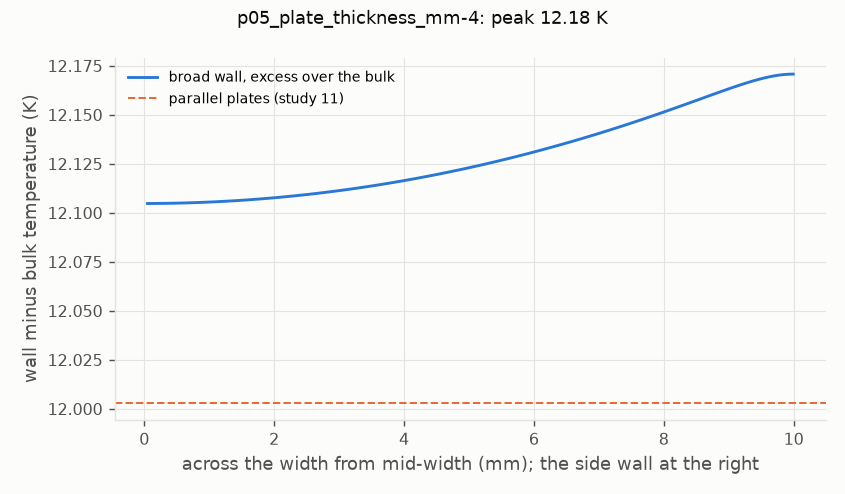 p05_plate_thickness_mm-4: peak 12.18 K
wall minus bulk temperature (K)
12.175
12.150
12.125
12.100
12.075
12.050
12.025
12.000
broad wall, excess over the bulk
parallel plates (study 11)
0 2 4 6 8 10
across the width from mid-width (mm); the side wall at the right